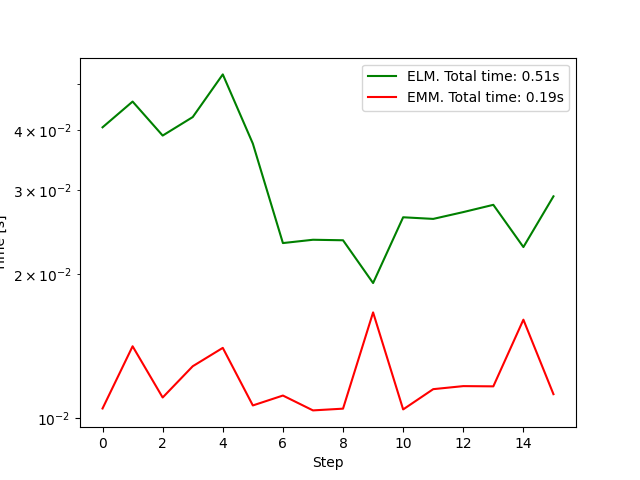 ELM. Total time: 0.51s
EMM. Total time: 0.19s
4 × 10⁻²
3 × 10⁻²
2 × 10⁻²
10⁻²
[s]
0 2 4 6 8 10 12 14
Step